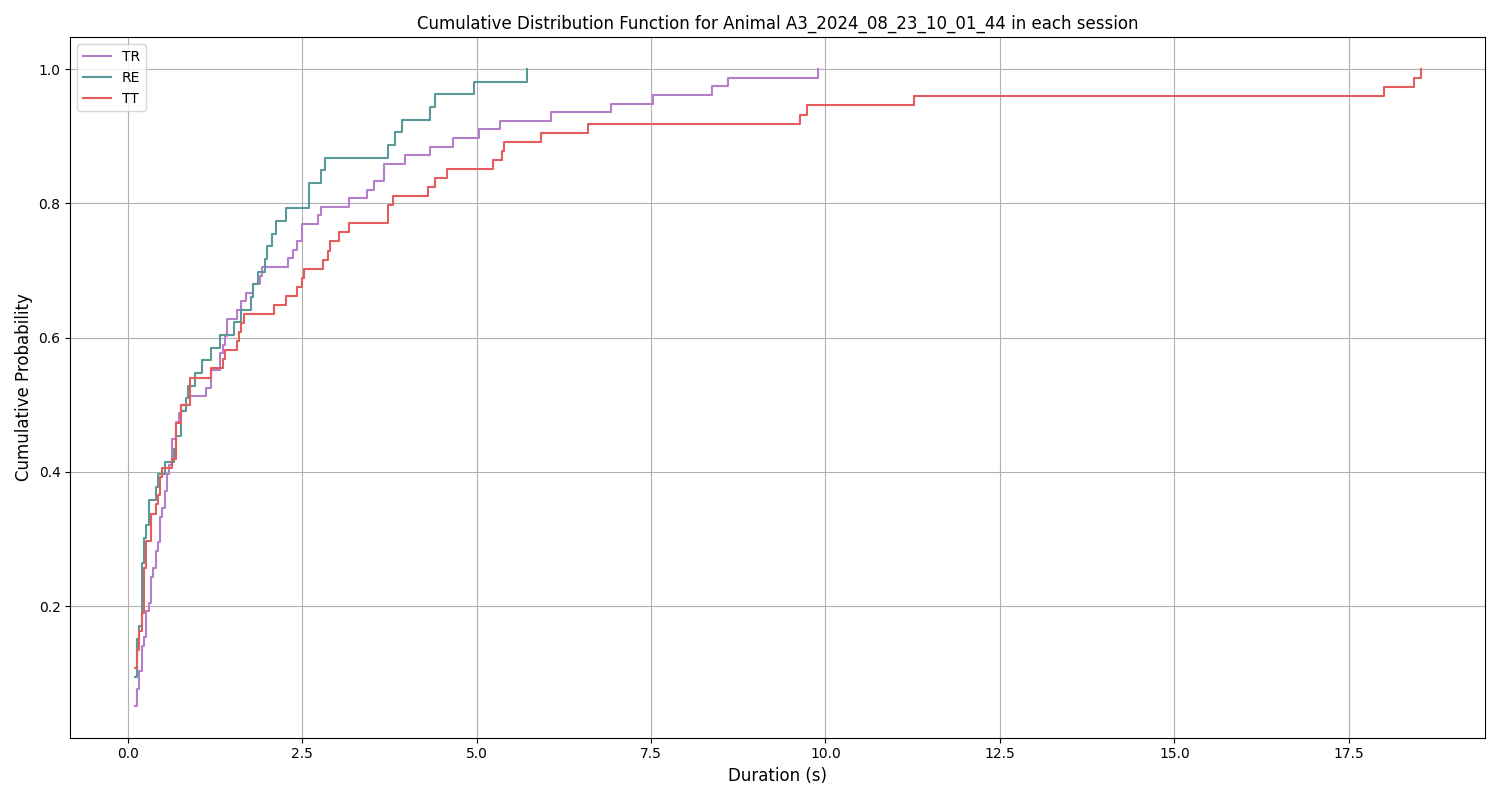 Cumulative Distribution Function for Animal A3_2024_08_23_10_01_44 in each session
TR
RE
TT
1.0
0.8
0.6
0.4
0.2
Cumulative Probability
0.0 2.5 5.0 7.5 10.0 12.5 15.0 17.5
Duration (s)